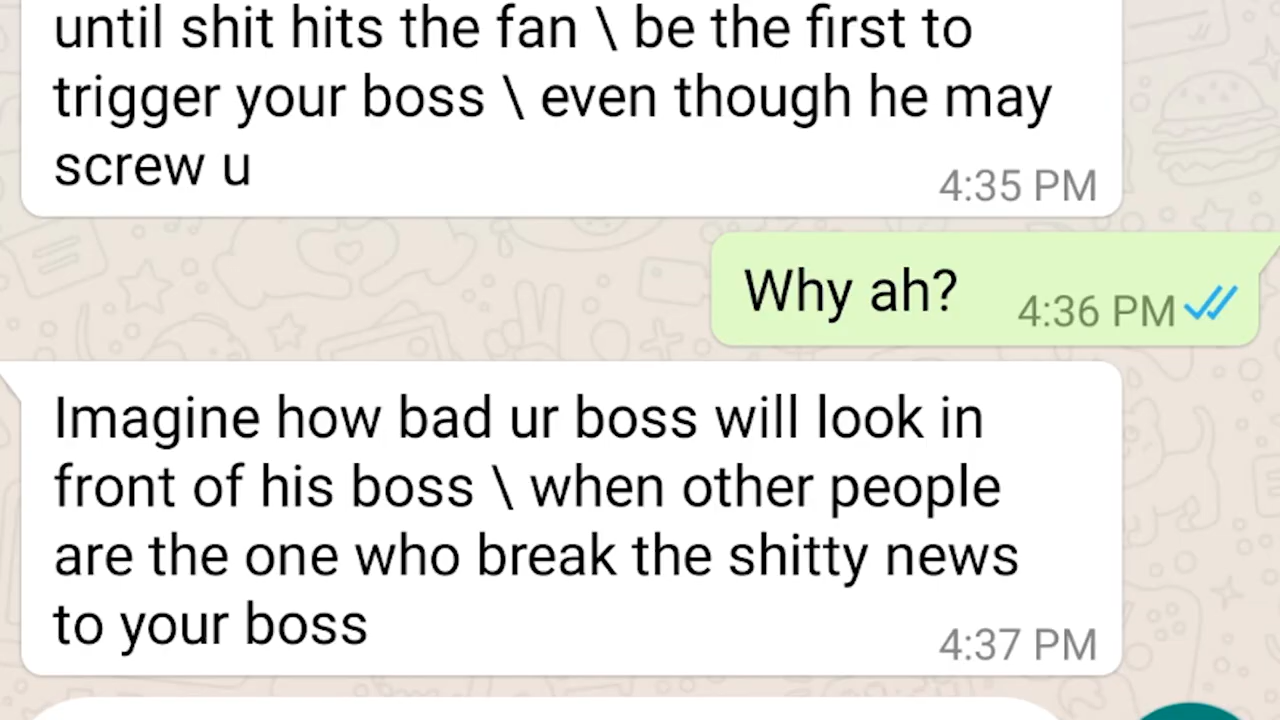 until shit hits the fan \ be the first to
trigger your boss \ even though he may
screw u
4:35 PM
Why ah?
4:36 PM
Imagine how bad ur boss will look in
front of his boss \ when other people
are the one who break the shitty news
to your boss
4:37 PM